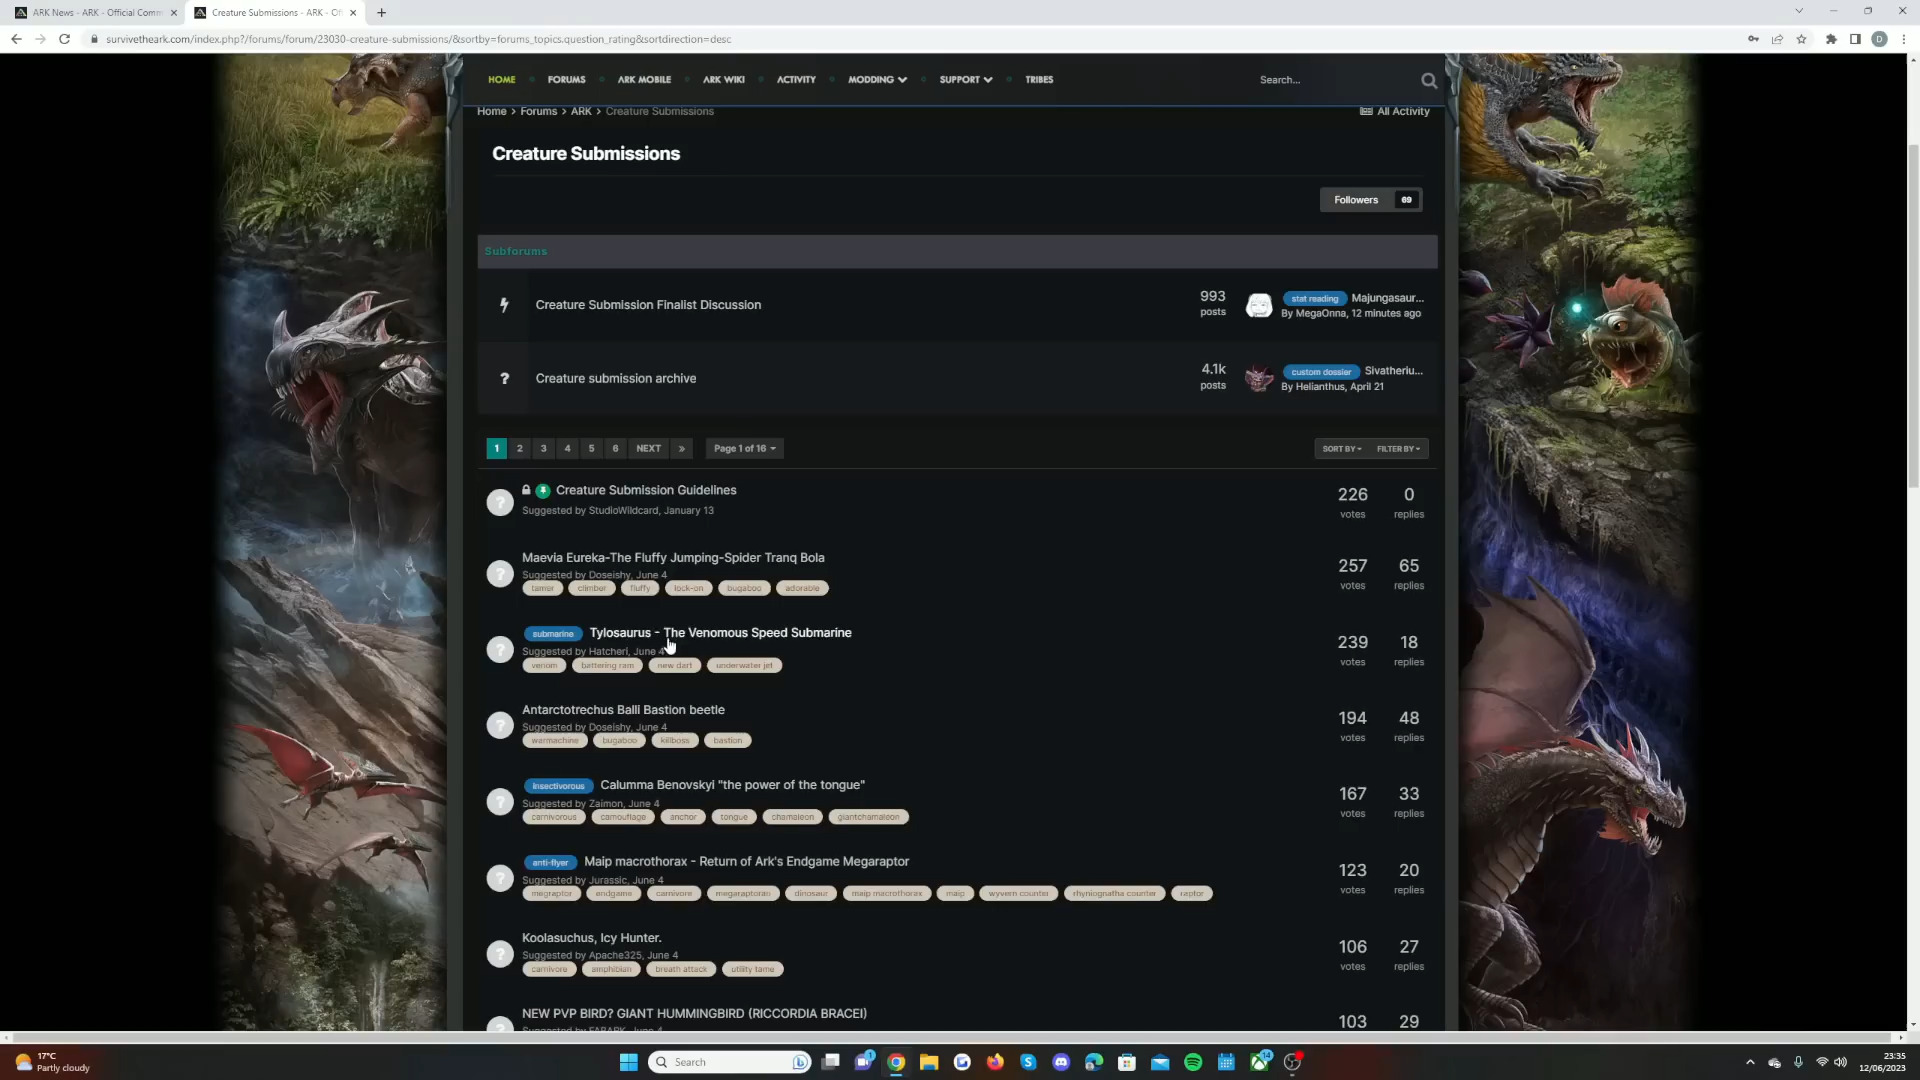 ARK News - ARK - Official Comm
Creature Submissions - ARK - Of
survivetheark.com/index.php?/forums/forum/23030-creature-submissions/&sortby=forums_topics.question_rating&sortdirection=desc
D
HOME FORUMS ARK MOBILE ARK WIKI ACTIVITY MODDING SUPPORT TRIBES Search...
Home > Forums > ARK > Creature Submissions All Activity
Creature Submissions
Followers 69
Subforums
Creature Submission Finalist Discussion 993 posts stat reading Majungasaur...
By MegaOnna, 12 minutes ago
Creature submission archive 4.1k posts custom dossier Sivatheriu...
By Helianthus, April 21
1 2 3 4 5 6 NEXT » Page 1 of 16 SORT BY FILTER BY
Creature Submission Guidelines 226 0
Suggested by StudioWildcard, January 13 votes replies
Maevia Eureka-The Fluffy Jumping-Spider Tranq Bola 257 65
Suggested by Doseishy, June 4 votes replies
tamer climber fluffy lock-on bugaboo adorable
submarine Tylosaurus - The Venomous Speed Submarine 239 18
Suggested by Hatcheri, June 4 votes replies
venom battering ram new dart underwater jet
Antarctotrechus Balli Bastion beetle 194 48
Suggested by Doseishy, June 4 votes replies
warmachine bugaboo killboss bastion
insectivorous Calumma Benovskyi "the power of the tongue" 167 33
Suggested by Zaimon, June 4 votes replies
carnivorous camouflage anchor tongue chamaleon giantchamaleon
anti-flyer Maip macrothorax - Return of Ark's Endgame Megaraptor 123 20
Suggested by Jurassic, June 4 votes replies
megraptor endgame carnivore megaraptoran dinosaur maip macrothorax maip wyvern counter rhyniognatha counter raptor
Koolasuchus, Icy Hunter. 106 27
Suggested by Apache325, June 4 votes replies
carnivore amphibian breath attack utility tame
NEW PVP BIRD? GIANT HUMMINGBIRD (RICCORDIA BRACEI) 103 29
17°C
Partly cloudy
Search
1
14
23:35
12/06/2023